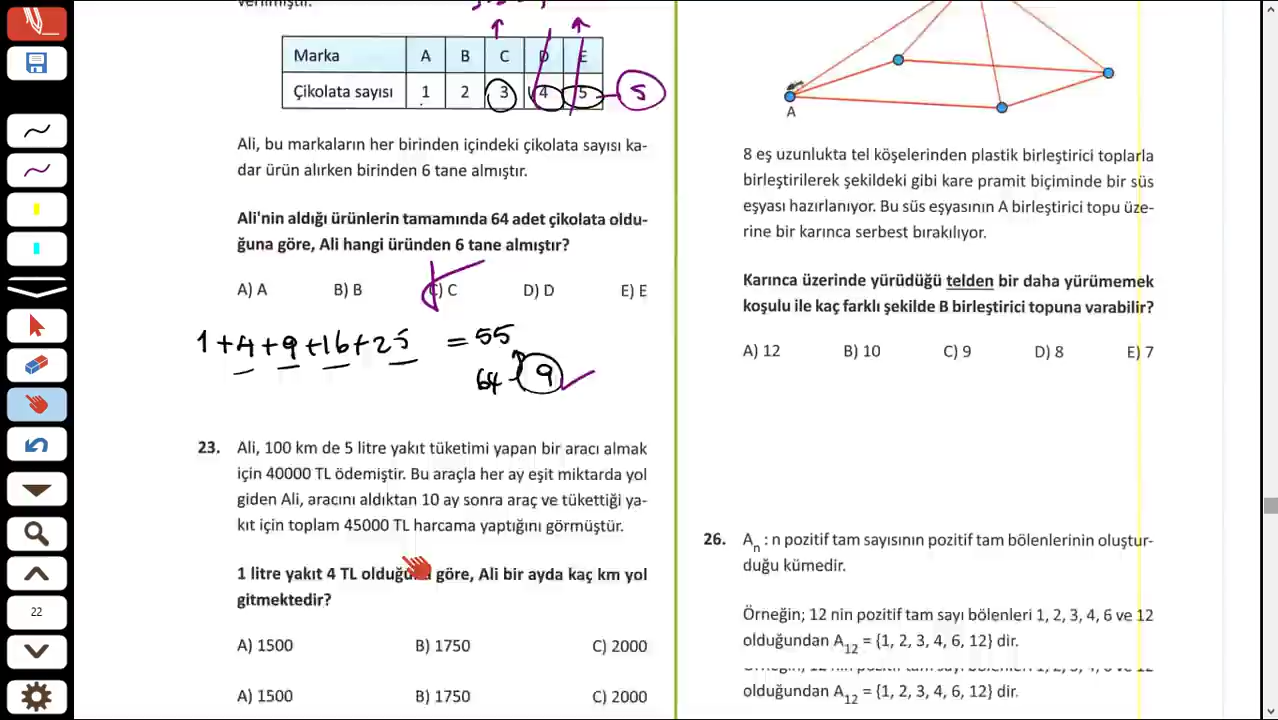 Marka A B C D E
Çikolata sayısı 1 2 3 4 5 5
Ali, bu markaların her birinden içindeki çikolata sayısı ka-
dar ürün alırken birinden 6 tane almıştır.
Ali'nin aldığı ürünlerin tamamında 64 adet çikolata oldu-
ğuna göre, Ali hangi üründen 6 tane almıştır?
A) A B) B C) C D) D E) E
1+4+9+16+25 = 55
64 9
23. Ali, 100 km de 5 litre yakıt tüketimi yapan bir aracı almak
için 40000 TL ödemiştir. Bu araçla her ay eşit miktarda yol
giden Ali, aracını aldıktan 10 ay sonra araç ve tükettiği ya-
kıt için toplam 45000 TL harcama yaptığını görmüştür.
1 litre yakıt 4 TL olduğuna göre, Ali bir ayda kaç km yol
gitmektedir?
A) 1500 B) 1750 C) 2000
A) 1500 B) 1750 C) 2000
A
8 eş uzunlukta tel köşelerinden plastik birleştirici toplarla
birleştirilerek şekildeki gibi kare pramit biçiminde bir süs
eşyası hazırlanıyor. Bu süs eşyasının A birleştirici topu üze-
rine bir karınca serbest bırakılıyor.
Karınca üzerinde yürüdüğü telden bir daha yürümemek
koşulu ile kaç farklı şekilde B birleştirici topuna varabilir?
A) 12 B) 10 C) 9 D) 8 E) 7
26. An : n pozitif tam sayısının pozitif tam bölenlerinin oluştur-
duğu kümedir.
Örneğin; 12 nin pozitif tam sayı bölenleri 1, 2, 3, 4, 6 ve 12
olduğundan A12 = {1, 2, 3, 4, 6, 12} dir.
olduğundan A12 = {1, 2, 3, 4, 6, 12} dir.
22